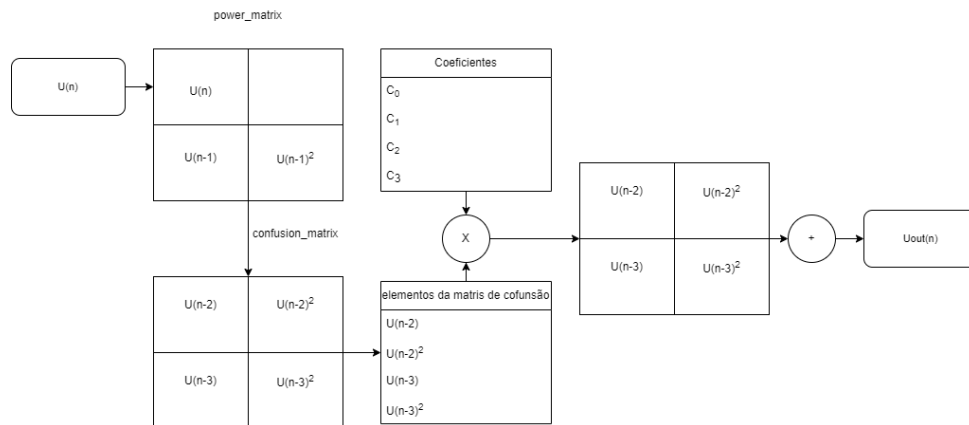 power_matrix
U(n)
U(n)
U(n-1)
U(n-1)²
confusion_matrix
U(n-2)
U(n-2)²
U(n-3)
U(n-3)²
Coeficientes
C₀
C₁
C₂
C₃
X
elementos da matris de cofunsão
U(n-2)
U(n-2)²
U(n-3)
U(n-3)²
U(n-2)
U(n-2)²
U(n-3)
U(n-3)²
+
Uout(n)